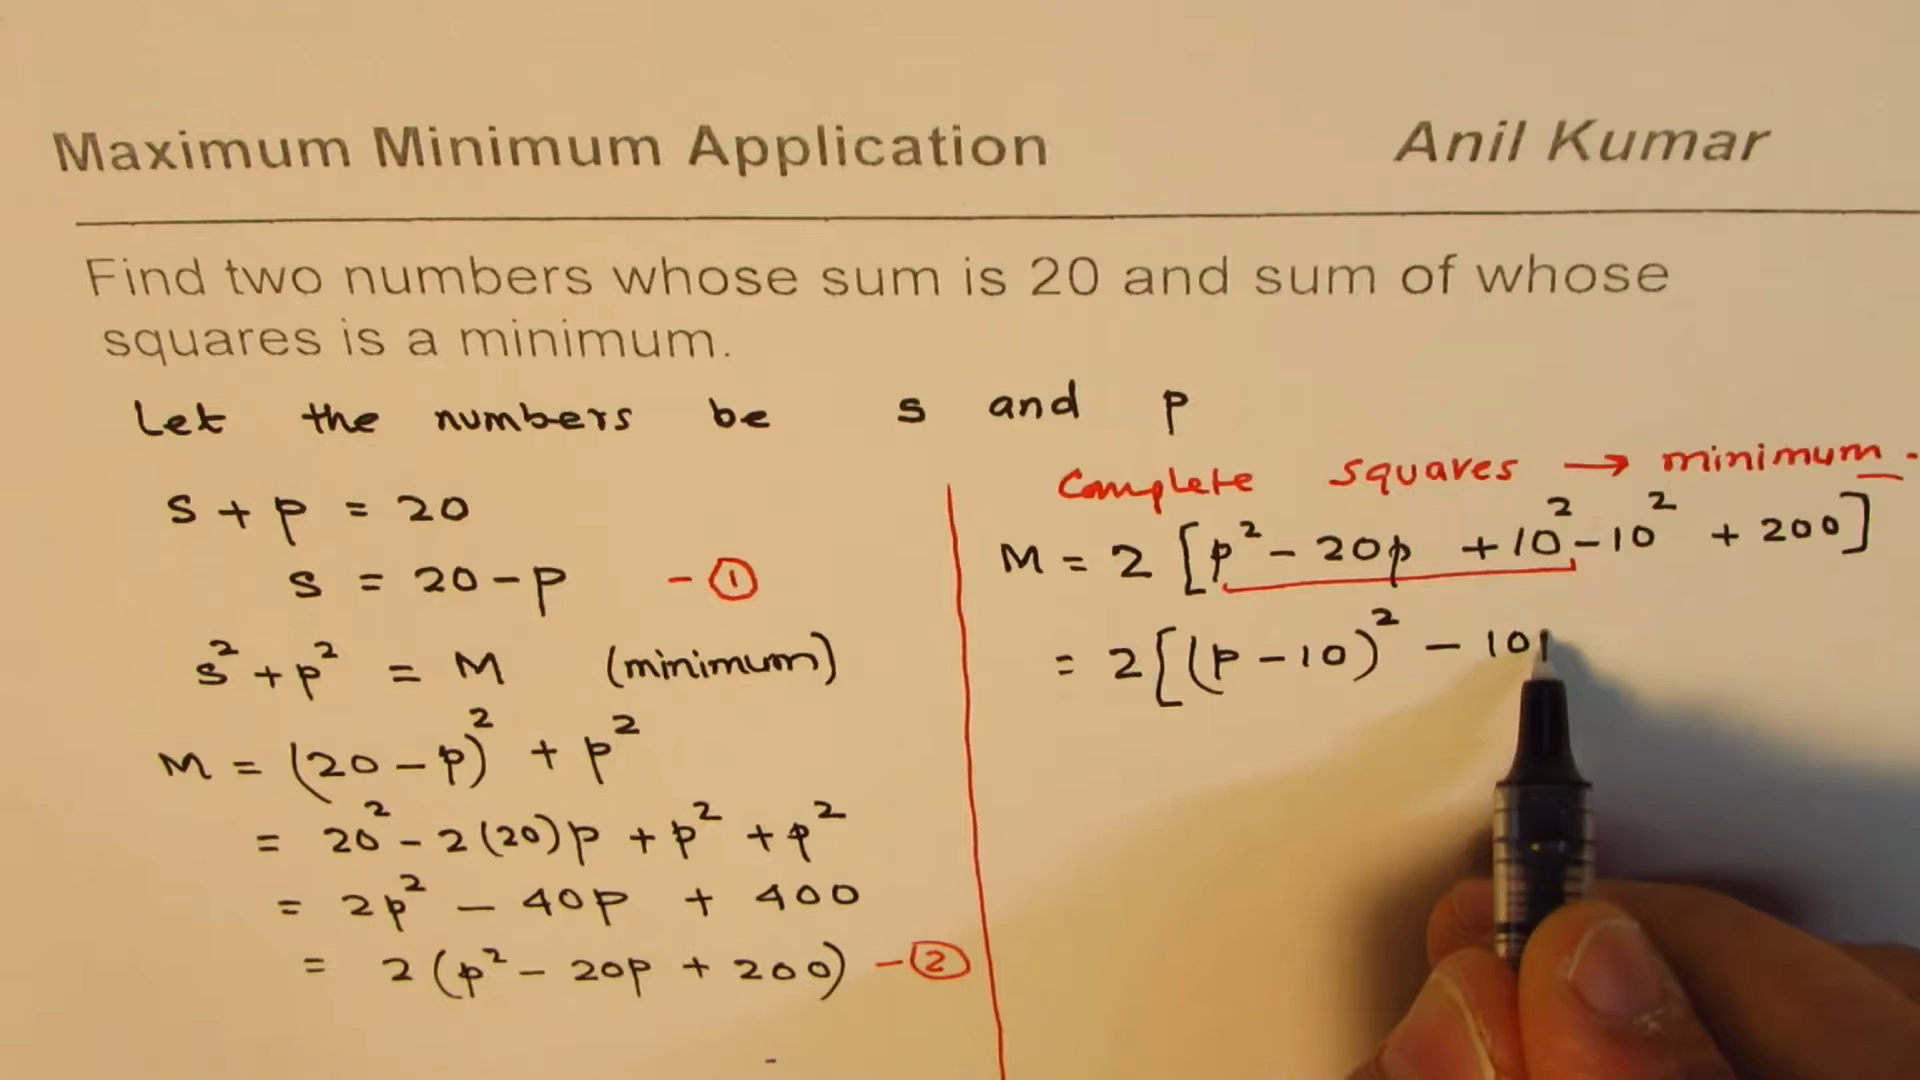 Maximum Minimum Application
Anil Kumar
Find two numbers whose sum is 20 and sum of whose
squares is a minimum.
Let the numbers be s and p
s + p = 20
s = 20 - p - ①
s² + p² = M (minimum)
M = (20 - p)² + p²
= 20² - 2(20)p + p² + p²
= 2p² - 40p + 400
= 2(p² - 20p + 200) - ②
Complete squares → minimum.
M = 2[p² - 20p + 10² - 10² + 200]
= 2[(p - 10)² - 10